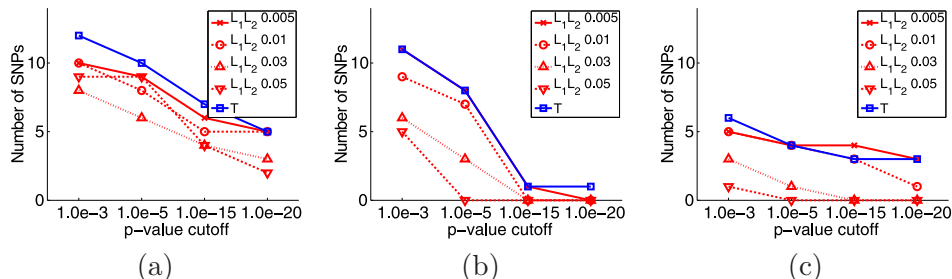 Number of SNPs
10
5
0
1.0e−3 1.0e−5 1.0e−15 1.0e−20
p−value cutoff
L1L2 0.005
L1L2 0.01
L1L2 0.03
L1L2 0.05
T
(a)
Number of SNPs
10
5
0
1.0e−3 1.0e−5 1.0e−15 1.0e−20
p−value cutoff
L1L2 0.005
L1L2 0.01
L1L2 0.03
L1L2 0.05
T
(b)
Number of SNPs
10
5
0
1.0e−3 1.0e−5 1.0e−15 1.0e−20
p−value cutoff
L1L2 0.005
L1L2 0.01
L1L2 0.03
L1L2 0.05
T
(c)